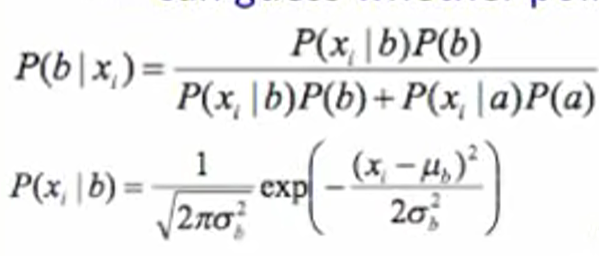 P(b | x_i) = P(x_i | b)P(b) / (P(x_i | b)P(b) + P(x_i | a)P(a))
P(x_i | b) = 1 / √(2πσ_b²) exp(−(x_i − μ_b)² / 2σ_b²)